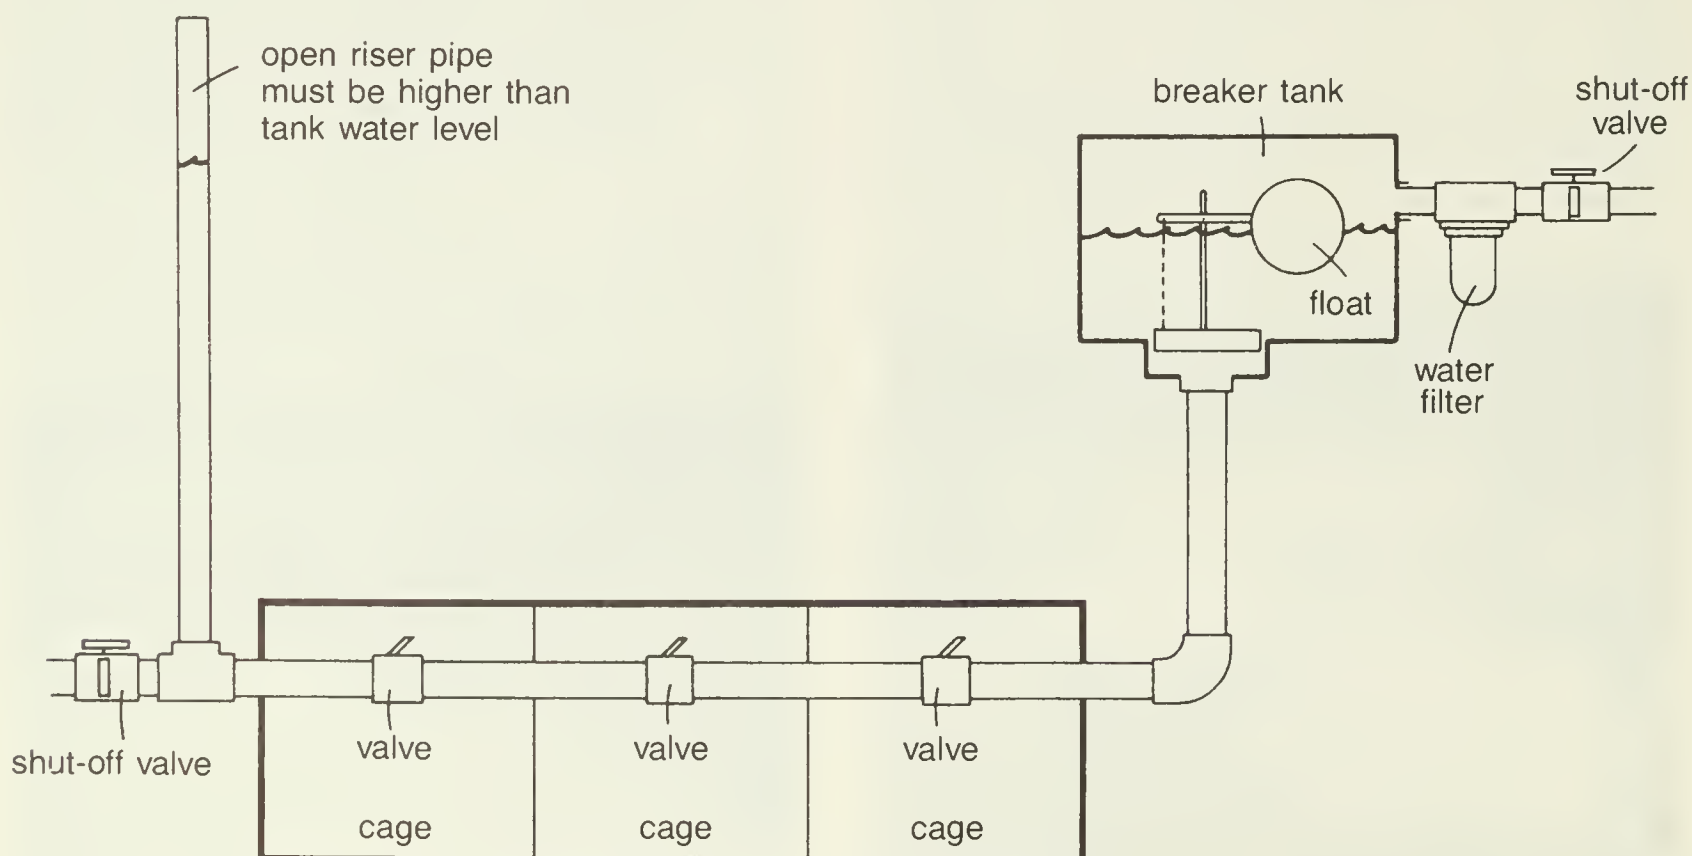 open riser pipe
must be higher than
tank water level
breaker tank
shut-off
valve
float
water
filter
shut-off valve
valve
valve
valve
cage
cage
cage